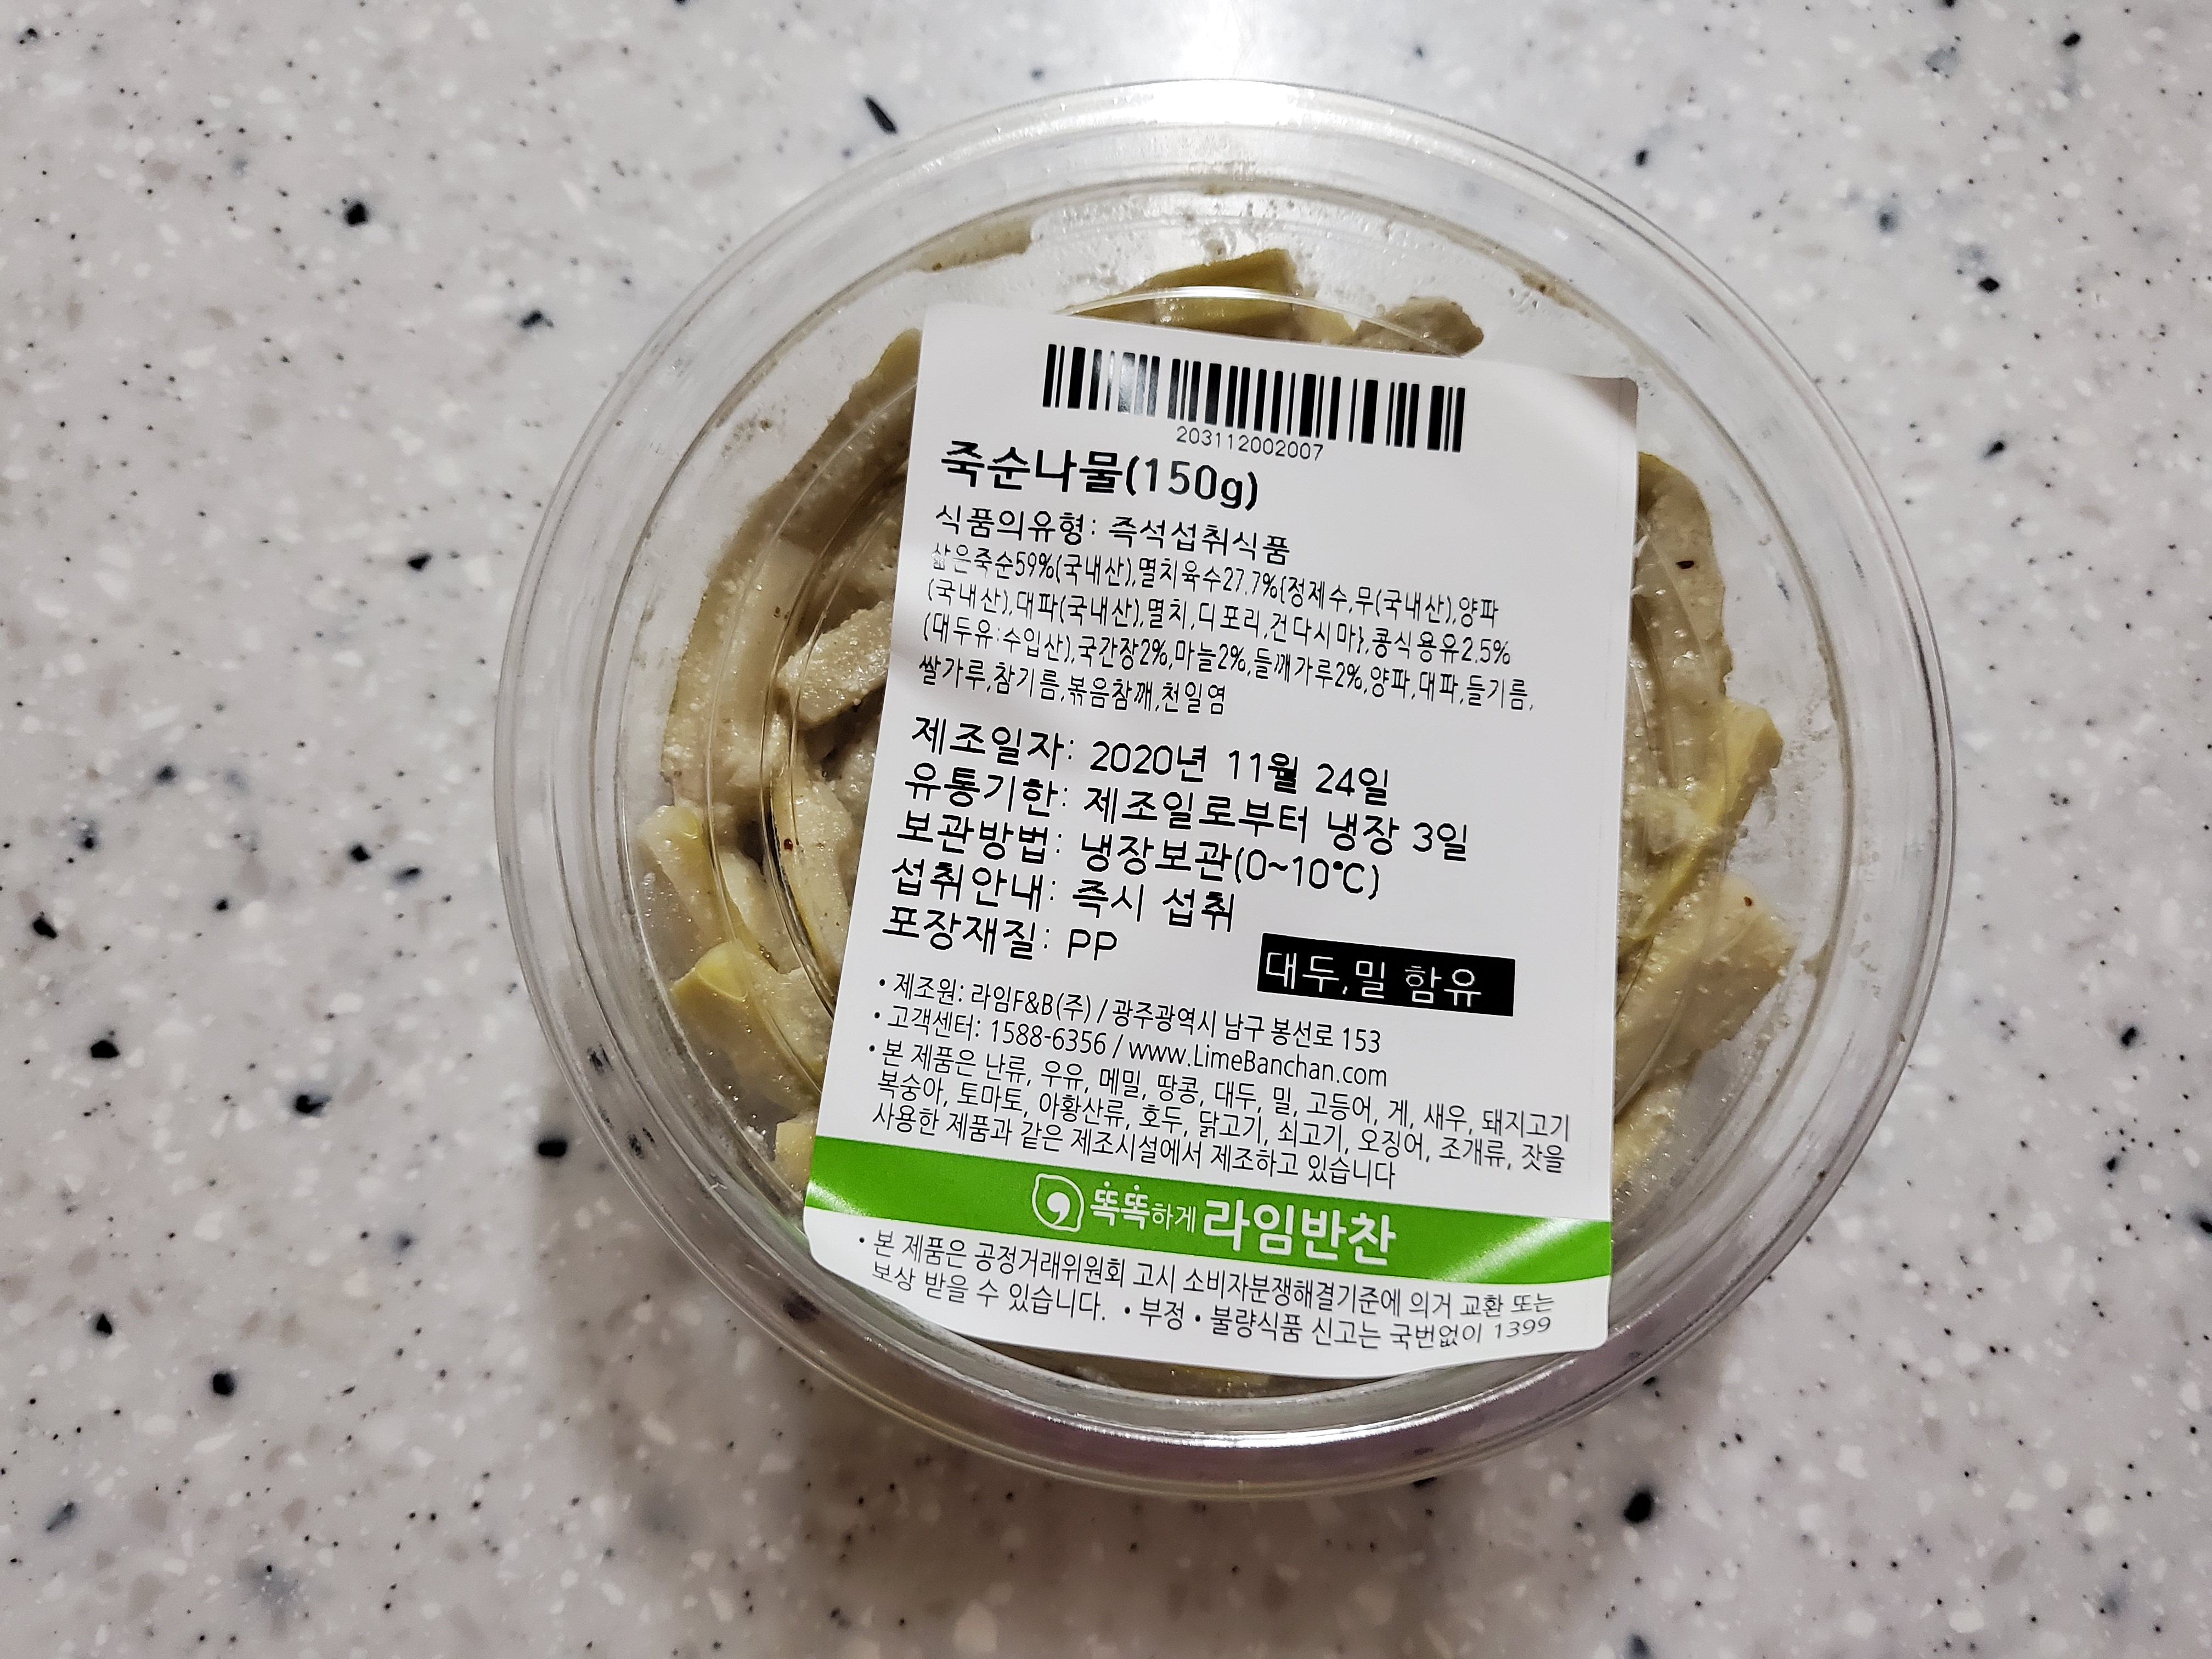 203112002007
죽순나물(150g)
식품의유형: 즉석섭취식품
삶은죽순59%(국내산),멸치육수27.7%{정제수,무(국내산),양파
(국내산),대파(국내산),멸치,디포리,건다시마},콩식용유2.5%
(대두유:수입산),국간장2%,마늘2%,들깨가루2%,양파,대파,들기름,
쌀가루,참기름,볶음참깨,천일염
제조일자: 2020년 11월 24일
유통기한: 제조일로부터 냉장 3일
보관방법: 냉장보관(0~10℃)
섭취안내: 즉시 섭취
포장재질: PP
대두,밀 함유
• 제조원: 라임F&B(주) / 광주광역시 남구 봉선로 153
• 고객센터: 1588-6356 / www.LimeBanchan.com
• 본 제품은 난류, 우유, 메밀, 땅콩, 대두, 밀, 고등어, 게, 새우, 돼지고기
복숭아, 토마토, 아황산류, 호두, 닭고기, 쇠고기, 오징어, 조개류, 잣을
사용한 제품과 같은 제조시설에서 제조하고 있습니다
똑똑하게 라임반찬
• 본 제품은 공정거래위원회 고시 소비자분쟁해결기준에 의거 교환 또는
보상 받을 수 있습니다. • 부정 • 불량식품 신고는 국번없이 1399